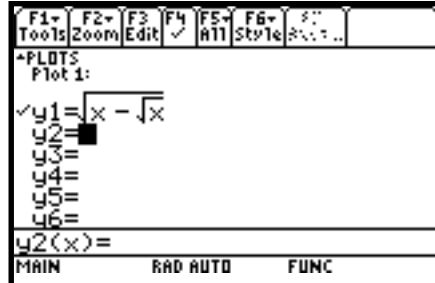 F1▾ F2▾ F3 F4 F5▾ F6▾
Tools Zoom Edit ✓ All Style
▴PLOTS
Plot 1:
✓y1=√(x − √x)
y2=
y3=
y4=
y5=
y6=
y2(x)=
MAIN RAD AUTO FUNC